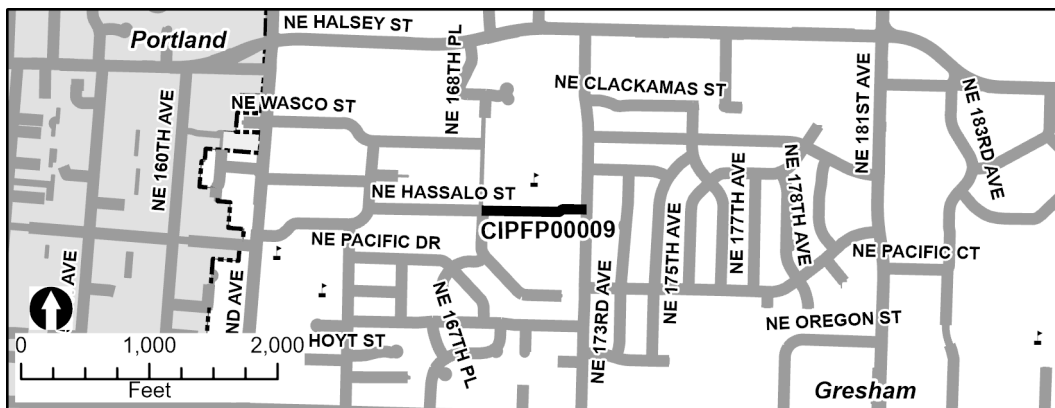 NE HALSEY ST
Portland
NE 168TH PL
NE CLACKAMAS ST
NE 181ST AVE
NE WASCO ST
NE 160TH AVE
NE 183RD AVE
NE HASSALO ST
NE 178TH AVE
NE 177TH AVE
CIPFP00009
NE 175TH AVE
NE PACIFIC DR
NE PACIFIC CT
AVE
ND AVE
NE 173RD AVE
NE 167TH PL
NE OREGON ST
HOYT ST
0 1,000 2,000
Feet
Gresham